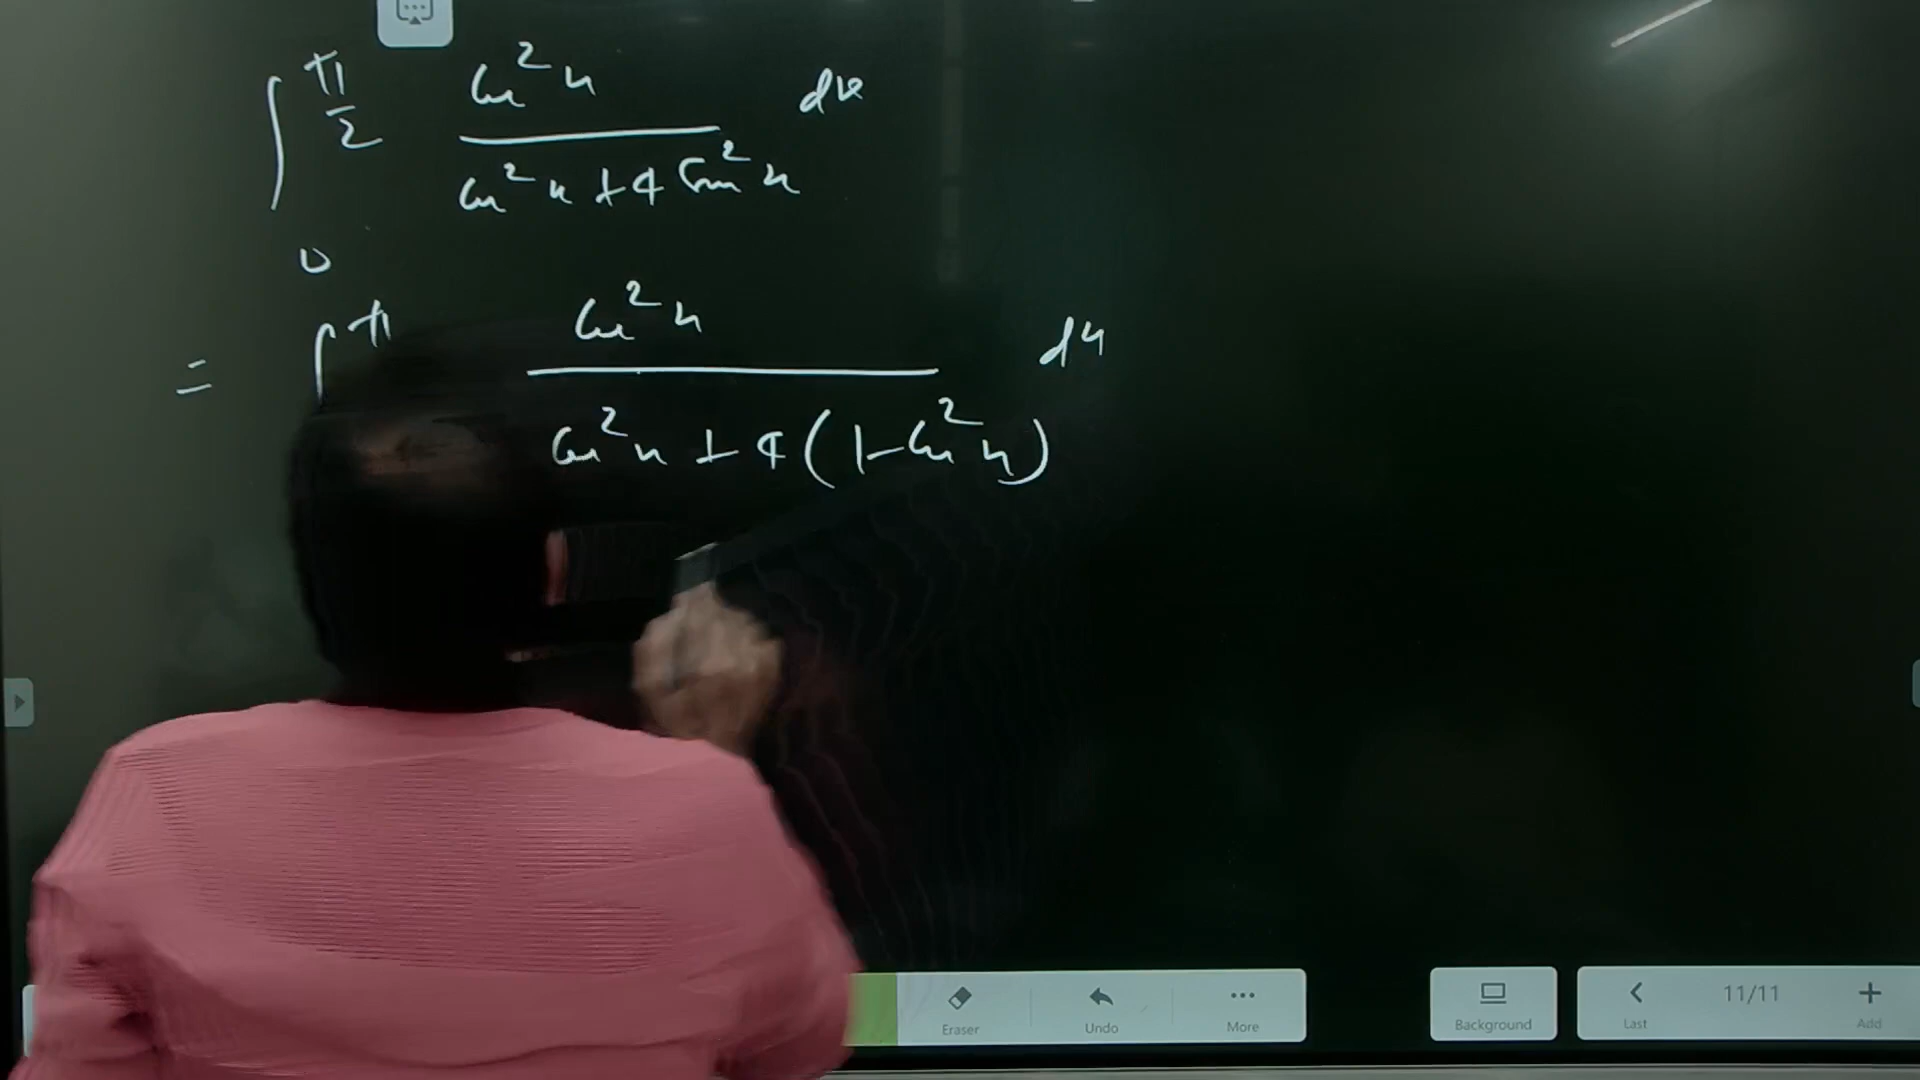 ∫₀^{π/2} cos²x / (cos²x + 4 sin²x) dx
= ∫^π cos²x / (cos²x + 4(1 - cos²x)) dx
Eraser Undo More Background Last 11/11 Add